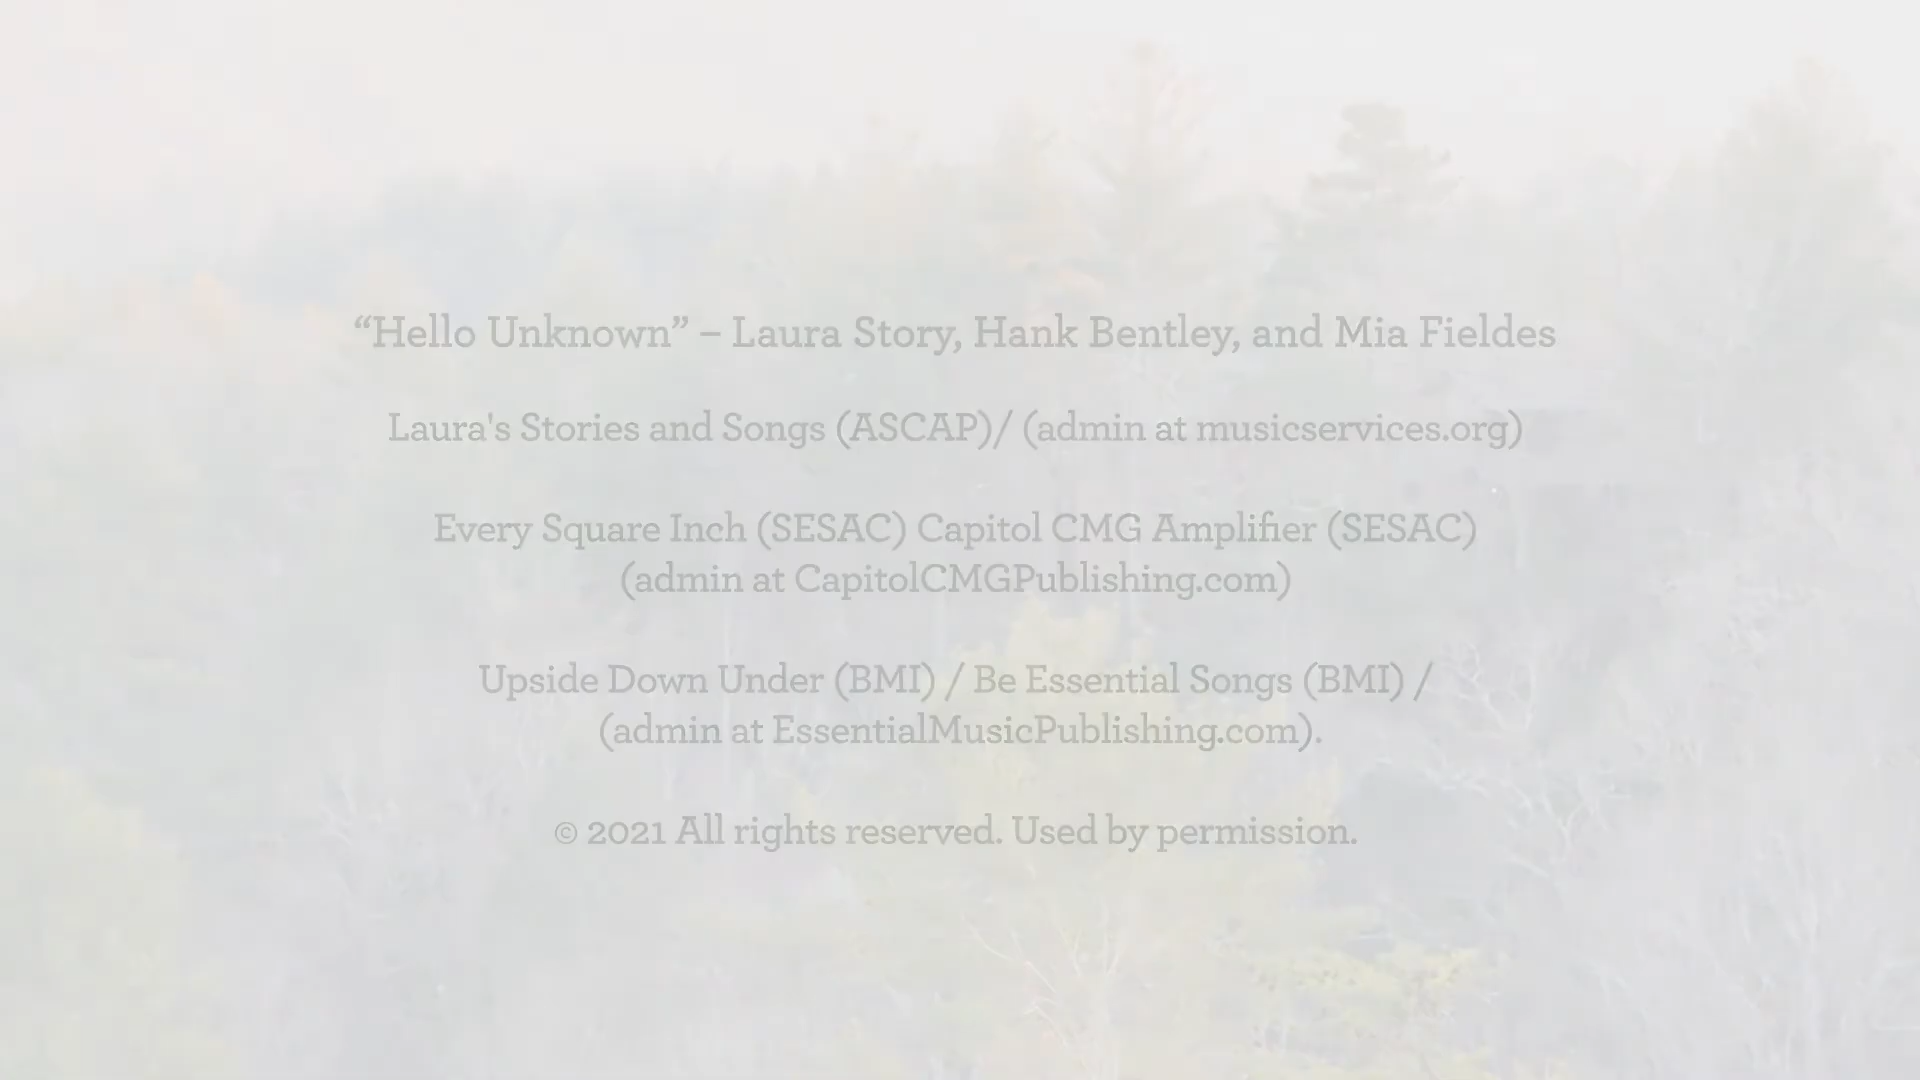 “Hello Unknown” – Laura Story, Hank Bentley, and Mia Fieldes
Laura's Stories and Songs (ASCAP)/ (admin at musicservices.org)
Every Square Inch (SESAC) Capitol CMG Amplifier (SESAC)
(admin at CapitolCMGPublishing.com)
Upside Down Under (BMI) / Be Essential Songs (BMI) /
(admin at EssentialMusicPublishing.com).
© 2021 All rights reserved. Used by permission.